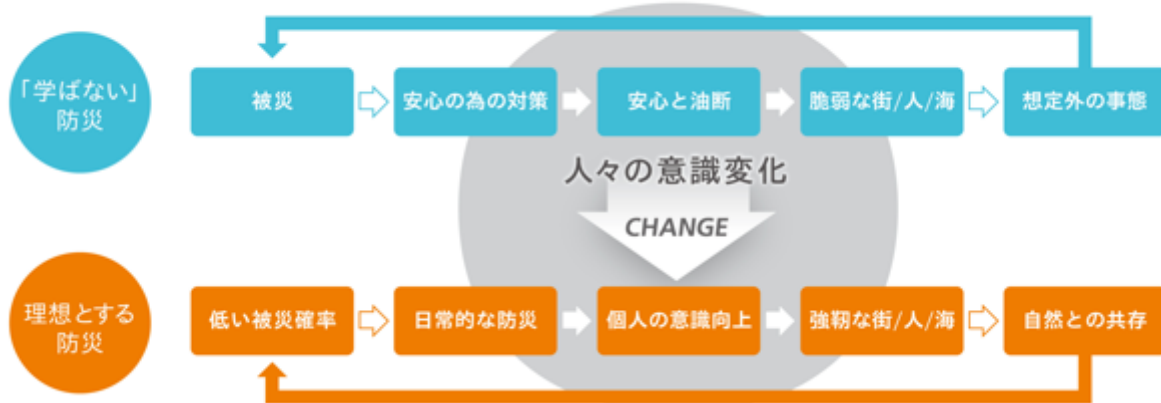 「学ばない」
防災
被災
安心の為の対策
安心と油断
脆弱な街/人/海
想定外の事態
人々の意識変化
CHANGE
理想とする
防災
低い被災確率
日常的な防災
個人の意識向上
強靭な街/人/海
自然との共存